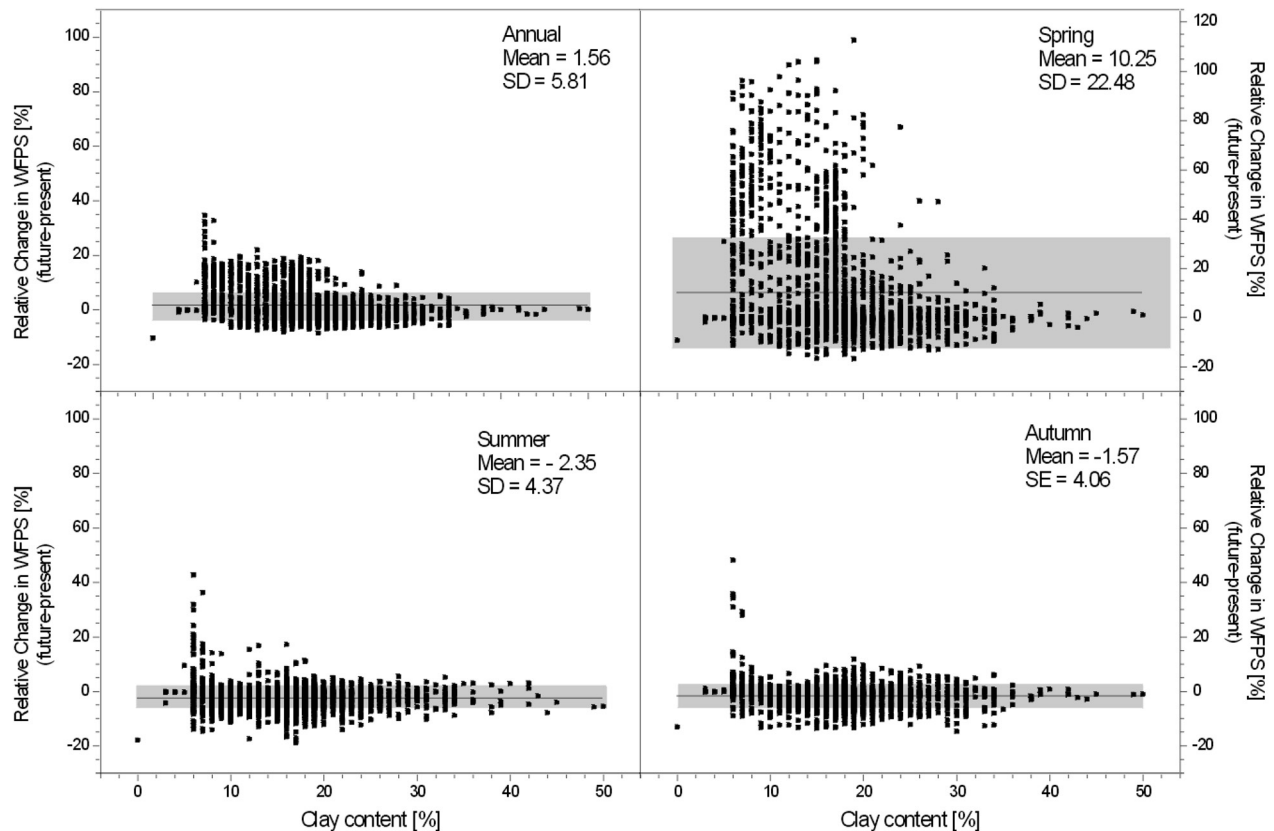 Annual
Mean = 1.56
SD = 5.81
100
80
60
40
20
0
-20
Relative Change in WFPS [%]
(future-present)
Spring
Mean = 10.25
SD = 22.48
120
100
80
60
40
20
0
-20
Relative Change in WFPS [%]
(future-present)
Summer
Mean = - 2.35
SD = 4.37
100
80
60
40
20
0
-20
Relative Change in WFPS [%]
(future-present)
0 10 20 30 40 50
Clay content [%]
Autumn
Mean = -1.57
SE = 4.06
100
80
60
40
20
0
-20
Relative Change in WFPS [%]
(future-present)
0 10 20 30 40 50
Clay content [%]